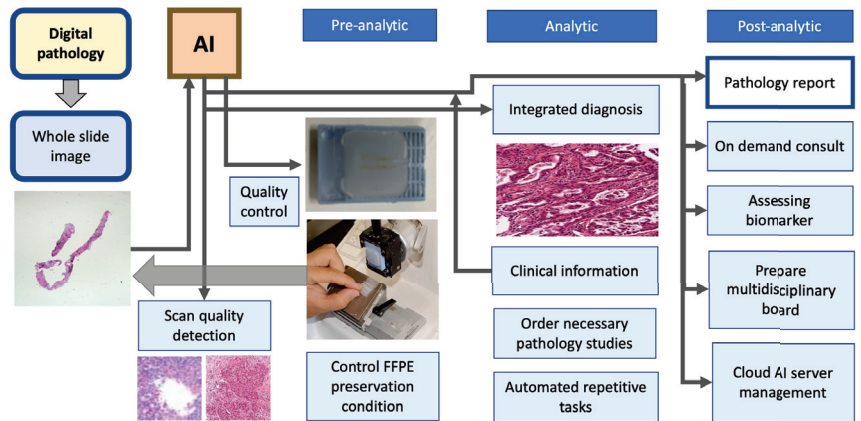 Digital
pathology
AI
Pre-analytic
Analytic
Post-analytic
Whole slide
image
Quality
control
Scan quality
detection
Control FFPE
preservation
condition
Integrated diagnosis
Clinical information
Order necessary
pathology studies
Automated repetitive
tasks
Pathology report
On demand consult
Assessing
biomarker
Prepare
multidisciplinary
board
Cloud AI server
management